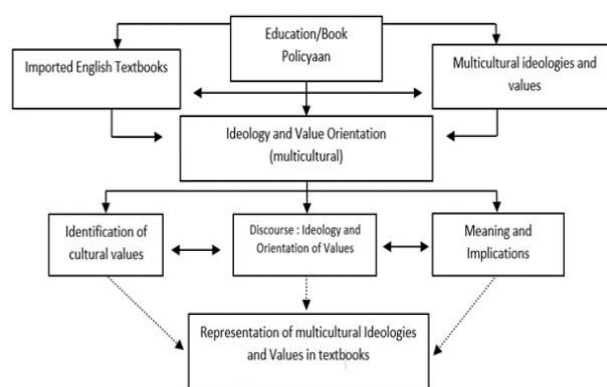 Education/Book
Policyaan
Imported English Textbooks
Multicultural ideologies and
values
Ideology and Value Orientation
(multicultural)
Identification of
cultural values
Discourse : Ideology and
Orientation of Values
Meaning and
Implications
Representation of multicultural Ideologies
and Values in textbooks